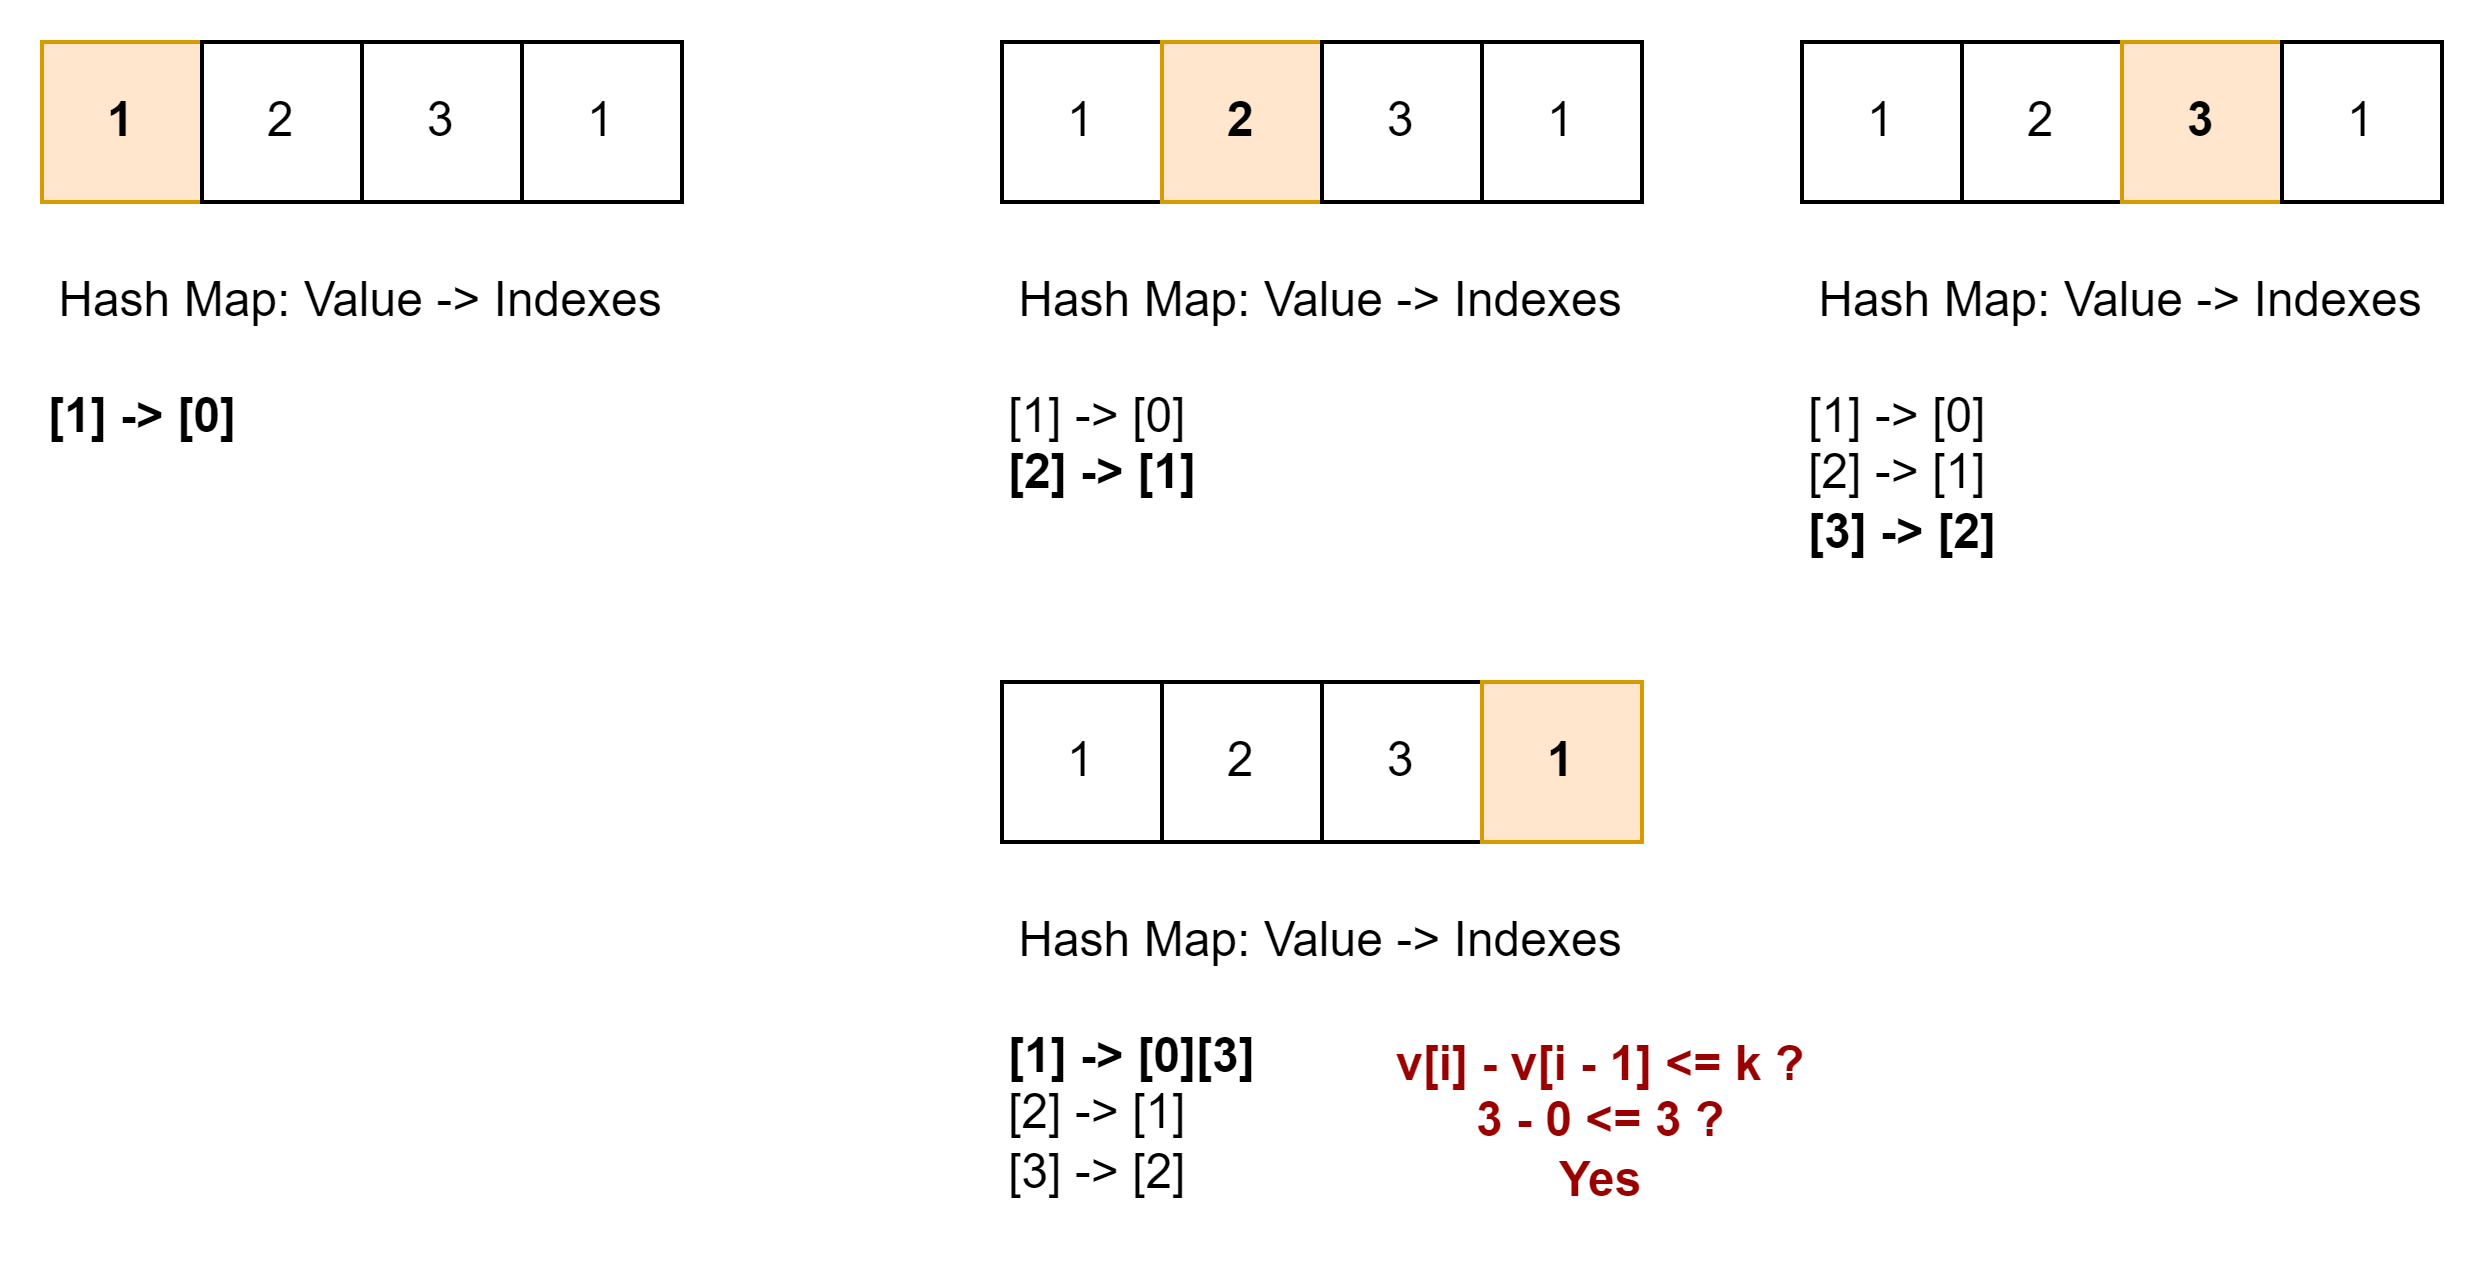 1 2 3 1
Hash Map: Value -> Indexes
[1] -> [0]
1 2 3 1
Hash Map: Value -> Indexes
[1] -> [0]
[2] -> [1]
1 2 3 1
Hash Map: Value -> Indexes
[1] -> [0]
[2] -> [1]
[3] -> [2]
1 2 3 1
Hash Map: Value -> Indexes
[1] -> [0][3]
[2] -> [1]
[3] -> [2]
v[i] - v[i - 1] <= k ?
3 - 0 <= 3 ?
Yes